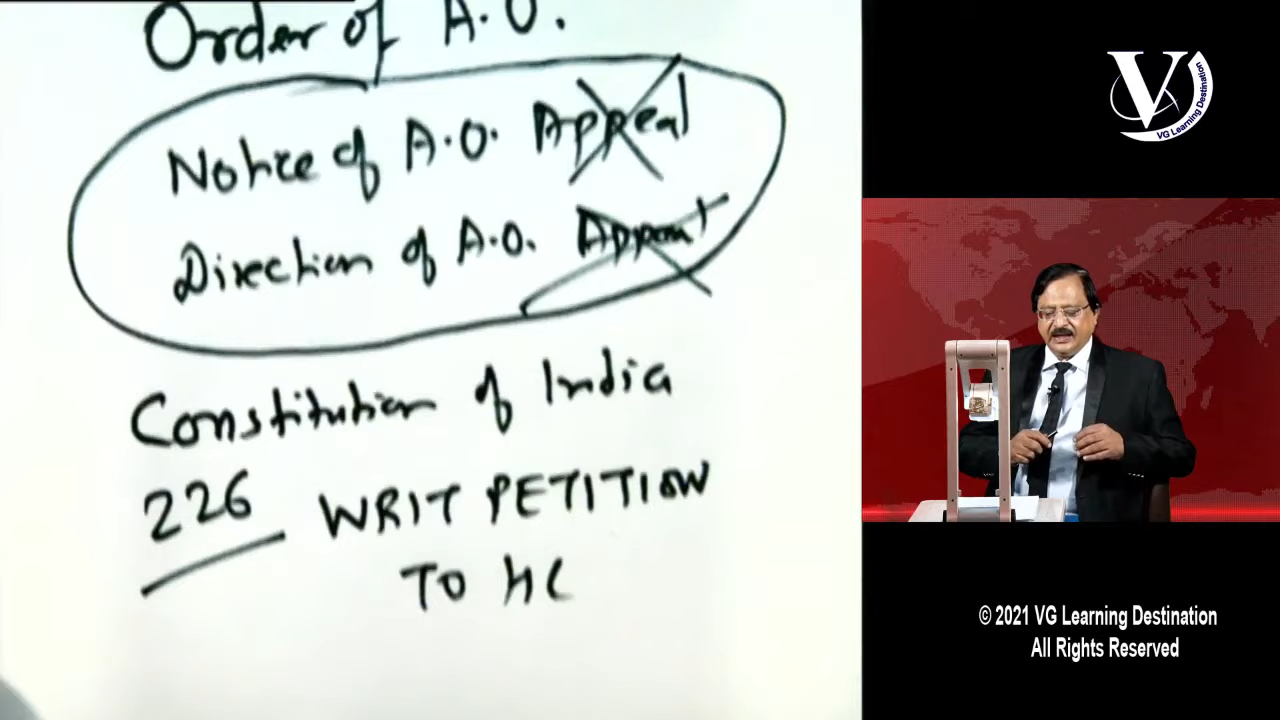 Order of A.O.
Notice of A.O. Appeal
Direction of A.O. Appeal
Constitution of India
226 WRIT PETITION
TO HC
V
VG Learning Destination
© 2021 VG Learning Destination
All Rights Reserved